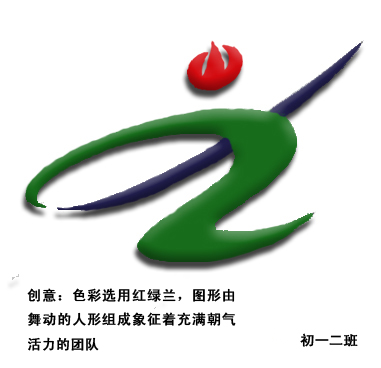 创意：色彩选用红绿兰，图形由
舞动的人形组成象征着充满朝气
活力的团队
初一二班